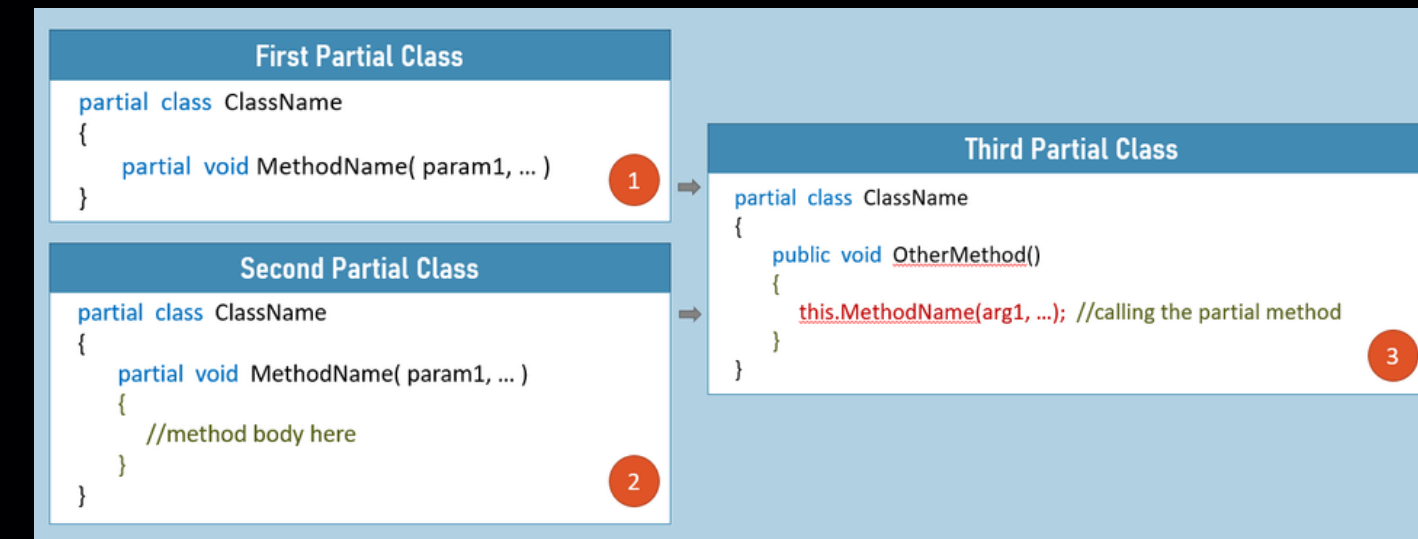 First Partial Class
partial class ClassName
{
partial void MethodName( param1, ... )
}
1
Second Partial Class
partial class ClassName
{
partial void MethodName( param1, ... )
{
//method body here
}
}
2
Third Partial Class
partial class ClassName
{
public void OtherMethod()
{
this.MethodName(arg1, ...); //calling the partial method
}
}
3